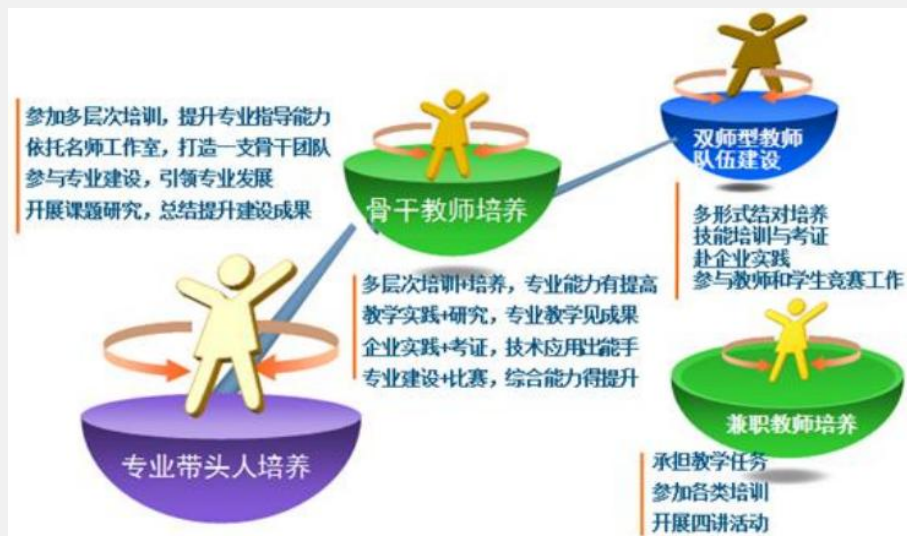 参加多层次培训，提升专业指导能力
依托名师工作室，打造一支骨干团队
参与专业建设，引领专业发展
开展课题研究，总结提升建设成果
专业带头人培养
骨干教师培养
多层次培训+培养，专业能力有提高
教学实践+研究，专业教学见成果
企业实践+考证，技术应用出能手
专业建设+比赛，综合能力得提升
双师型教师
队伍建设
多形式结对培养
技能培训与考证
赴企业实践
参与教师和学生竞赛工作
兼职教师培养
承担教学任务
参加各类培训
开展四讲活动